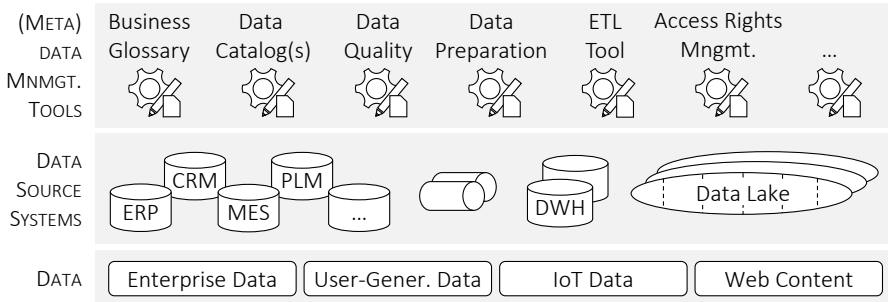 (META) DATA MNMGT. TOOLS
Business Glossary
Data Catalog(s)
Data Quality
Data Preparation
ETL Tool
Access Rights Mngmt.
...
DATA SOURCE SYSTEMS
ERP
CRM
MES
PLM
...
DWH
Data Lake
DATA
Enterprise Data
User-Gener. Data
IoT Data
Web Content